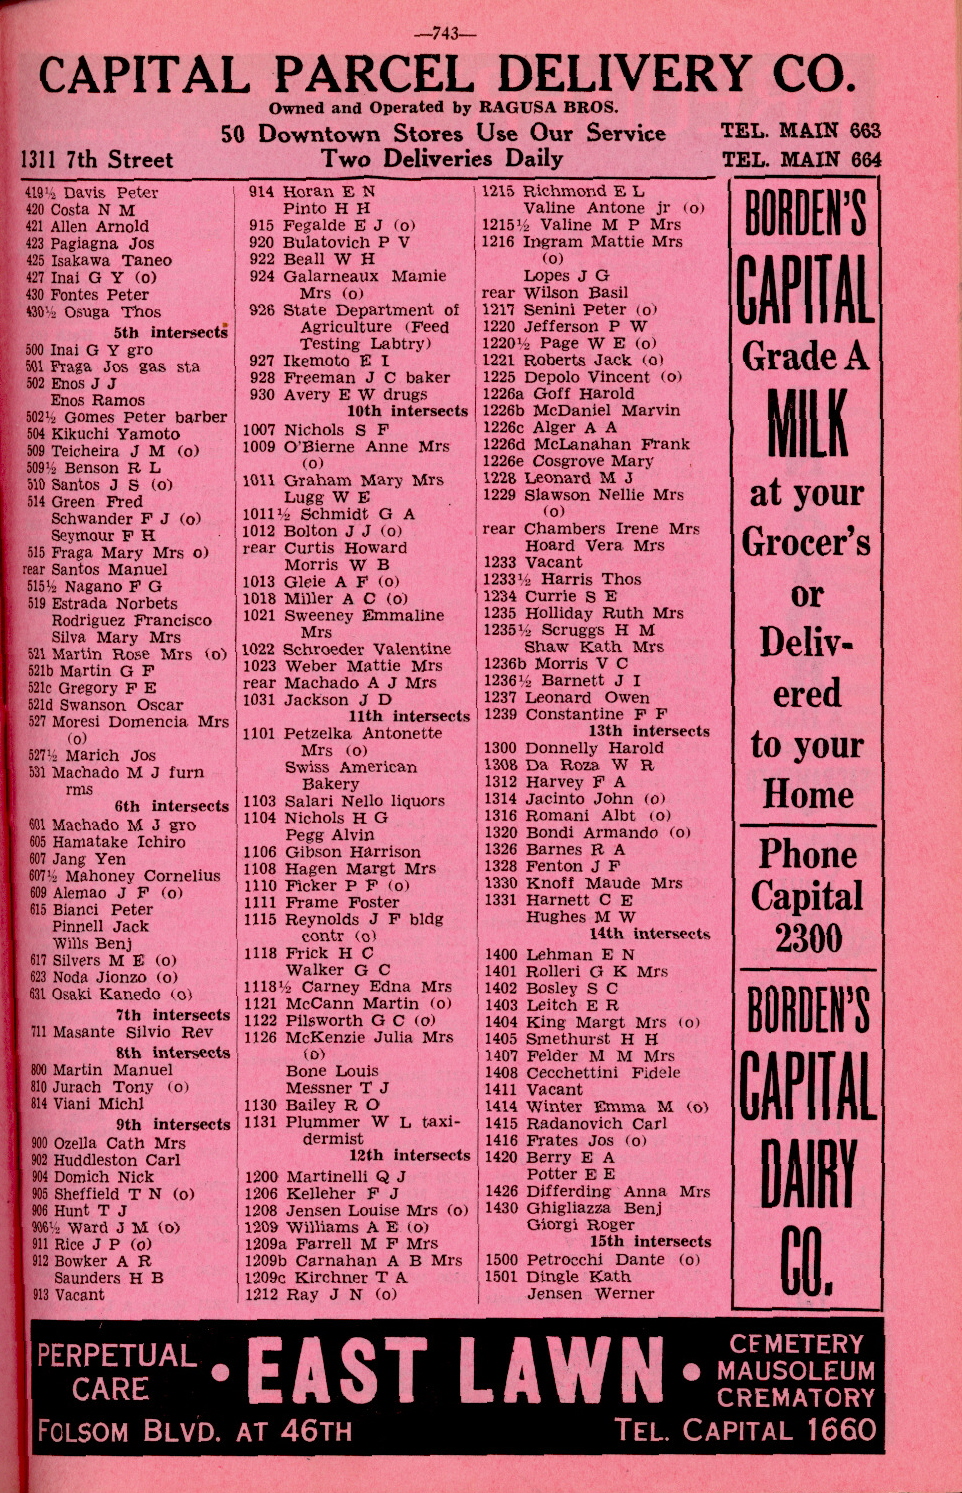 —743—
CAPITAL PARCEL DELIVERY CO.
Owned and Operated by RAGUSA BROS.
50 Downtown Stores Use Our Service
TEL. MAIN 663
1311 7th Street
Two Deliveries Daily
TEL. MAIN 664
419½ Davis Peter
420 Costa N M
421 Allen Arnold
423 Pagiagna Jos
425 Isakawa Taneo
427 Inai G Y (o)
430 Fontes Peter
430½ Osuga Thos
5th intersects
500 Inai G Y gro
501 Fraga Jos gas sta
502 Enos J J
Enos Ramos
502½ Gomes Peter barber
504 Kikuchi Yamoto
509 Teicheira J M (o)
509½ Benson R L
510 Santos J S (o)
514 Green Fred
Schwander F J (o)
Seymour F H
515 Fraga Mary Mrs o)
rear Santos Manuel
515½ Nagano F G
519 Estrada Norbets
Rodriguez Francisco
Silva Mary Mrs
521 Martin Rose Mrs (o)
521b Martin G F
521c Gregory F E
521d Swanson Oscar
527 Moresi Domencia Mrs
(o)
527½ Marich Jos
531 Machado M J furn
rms
6th intersects
601 Machado M J gro
605 Hamatake Ichiro
607 Jang Yen
607½ Mahoney Cornelius
609 Alemao J F (o)
615 Bianci Peter
Pinnell Jack
Wills Benj
617 Silvers M E (o)
623 Noda Jionzo (o)
631 Osaki Kanedo (o)
7th intersects
711 Masante Silvio Rev
8th intersects
800 Martin Manuel
810 Jurach Tony (o)
814 Viani Michl
9th intersects
900 Ozella Cath Mrs
902 Huddleston Carl
904 Domich Nick
905 Sheffield T N (o)
906 Hunt T J
906½ Ward J M (o)
911 Rice J P (o)
912 Bowker A R
Saunders H B
913 Vacant
914 Horan E N
Pinto H H
915 Fegalde E J (o)
920 Bulatovich P V
922 Beall W H
924 Galarneaux Mamie
Mrs (o)
926 State Department of
Agriculture (Feed
Testing Labtry)
927 Ikemoto E I
928 Freeman J C baker
930 Avery E W drugs
10th intersects
1007 Nichols S F
1009 O'Bierne Anne Mrs
(o)
1011 Graham Mary Mrs
Lugg W E
1011½ Schmidt G A
1012 Bolton J J (o)
rear Curtis Howard
Morris W B
1013 Gleie A F (o)
1018 Miller A C (o)
1021 Sweeney Emmaline
Mrs
1022 Schroeder Valentine
1023 Weber Mattie Mrs
rear Machado A J Mrs
1031 Jackson J D
11th intersects
1101 Petzelka Antonette
Mrs (o)
Swiss American
Bakery
1103 Salari Nello liquors
1104 Nichols H G
Pegg Alvin
1106 Gibson Harrison
1108 Hagen Margt Mrs
1110 Ficker P F (o)
1111 Frame Foster
1115 Reynolds J F bldg
contr (o)
1118 Frick H C
Walker G C
1118½ Carney Edna Mrs
1121 McCann Martin (o)
1122 Pilsworth G C (o)
1126 McKenzie Julia Mrs
(o)
Bone Louis
Messner T J
1130 Bailey R O
1131 Plummer W L taxi-
dermist
12th intersects
1200 Martinelli Q J
1206 Kelleher F J
1208 Jensen Louise Mrs (o)
1209 Williams A E (o)
1209a Farrell M F Mrs
1209b Carnahan A B Mrs
1209c Kirchner T A
1212 Ray J N (o)
1215 Richmond E L
Valine Antone jr (o)
1215½ Valine M P Mrs
1216 Ingram Mattie Mrs
(o)
Lopes J G
rear Wilson Basil
1217 Senini Peter (o)
1220 Jefferson P W
1220½ Page W E (o)
1221 Roberts Jack (o)
1225 Depolo Vincent (o)
1226a Goff Harold
1226b McDaniel Marvin
1226c Alger A A
1226d McLanahan Frank
1226e Cosgrove Mary
1228 Leonard M J
1229 Slawson Nellie Mrs
(o)
rear Chambers Irene Mrs
Hoard Vera Mrs
1233 Vacant
1233½ Harris Thos
1234 Currie S E
1235 Holliday Ruth Mrs
1235½ Scruggs H M
Shaw Kath Mrs
1236b Morris V C
1236½ Barnett J I
1237 Leonard Owen
1239 Constantine F F
13th intersects
1300 Donnelly Harold
1308 Da Roza W R
1312 Harvey F A
1314 Jacinto John (o)
1316 Romani Albt (o)
1320 Bondi Armando (o)
1326 Barnes R A
1328 Fenton J F
1330 Knoff Maude Mrs
1331 Harnett C E
Hughes M W
14th intersects
1400 Lehman E N
1401 Rolleri G K Mrs
1402 Bosley S C
1403 Leitch E R
1404 King Margt Mrs (o)
1405 Smethurst H H
1407 Felder M M Mrs
1408 Cecchettini Fidele
1411 Vacant
1414 Winter Emma M (o)
1415 Radanovich Carl
1416 Frates Jos (o)
1420 Berry E A
Potter E E
1426 Differding Anna Mrs
1430 Ghigliazza Benj
Giorgi Roger
15th intersects
1500 Petrocchi Dante (o)
1501 Dingle Kath
Jensen Werner
BORDEN'S
CAPITAL
Grade A
MILK
at your
Grocer's
or
Deliv-
ered
to your
Home
Phone
Capital
2300
BORDEN'S
CAPITAL
DAIRY
CO.
PERPETUAL
CARE
• EAST LAWN •
CEMETERY
MAUSOLEUM
CREMATORY
FOLSOM BLVD. AT 46TH
TEL. CAPITAL 1660